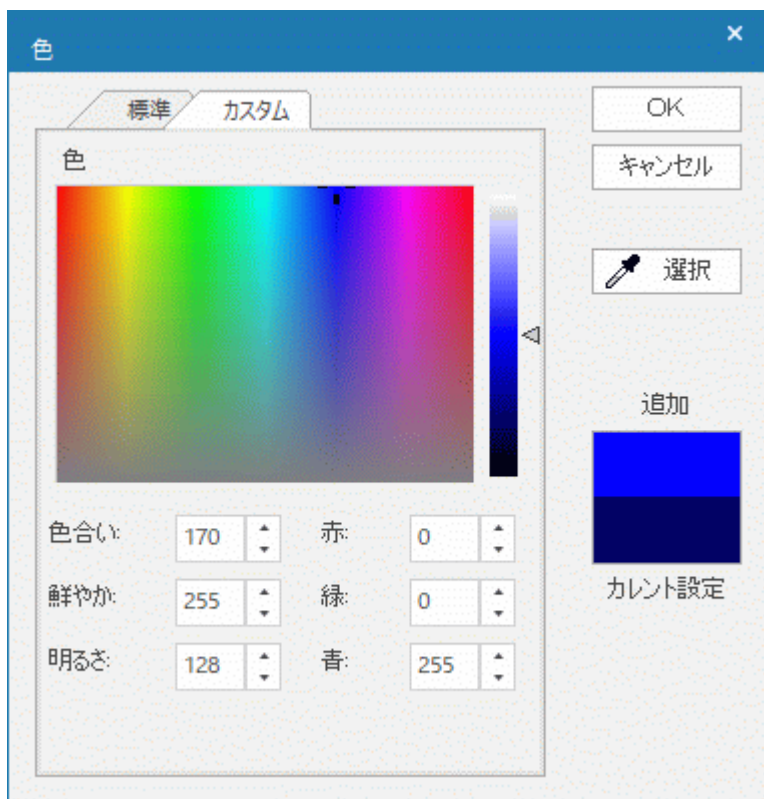 色
標準 カスタム
OK
キャンセル
選択
色
色合い: 170 赤: 0
鮮やか: 255 緑: 0
明るさ: 128 青: 255
追加
カレント設定